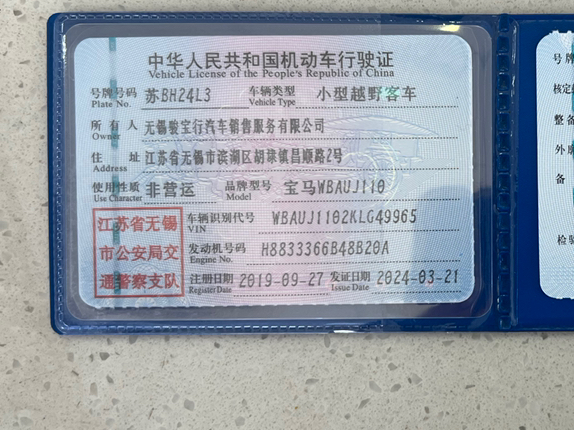 中华人民共和国机动车行驶证
Vehicle License of the People's Republic of China
号牌号码 苏BH24L3 车辆类型 小型越野客车
Plate No. Vehicle Type
所有人 无锡骏宝行汽车销售服务有限公司
Owner
住址 江苏省无锡市滨湖区胡埭镇昌顺路2号
Address
使用性质 非营运 品牌型号 宝马WBAUJ110
Use Character Model
江苏省无锡
市公安局交
通警察支队
车辆识别代号 WBAUJ1102KLG49965
VIN
发动机号码 H8833366B48B20A
Engine No.
注册日期 2019-09-27 发证日期 2024-03-21
Register Date Issue Date
号牌
核定
整备
外廓
备
检验